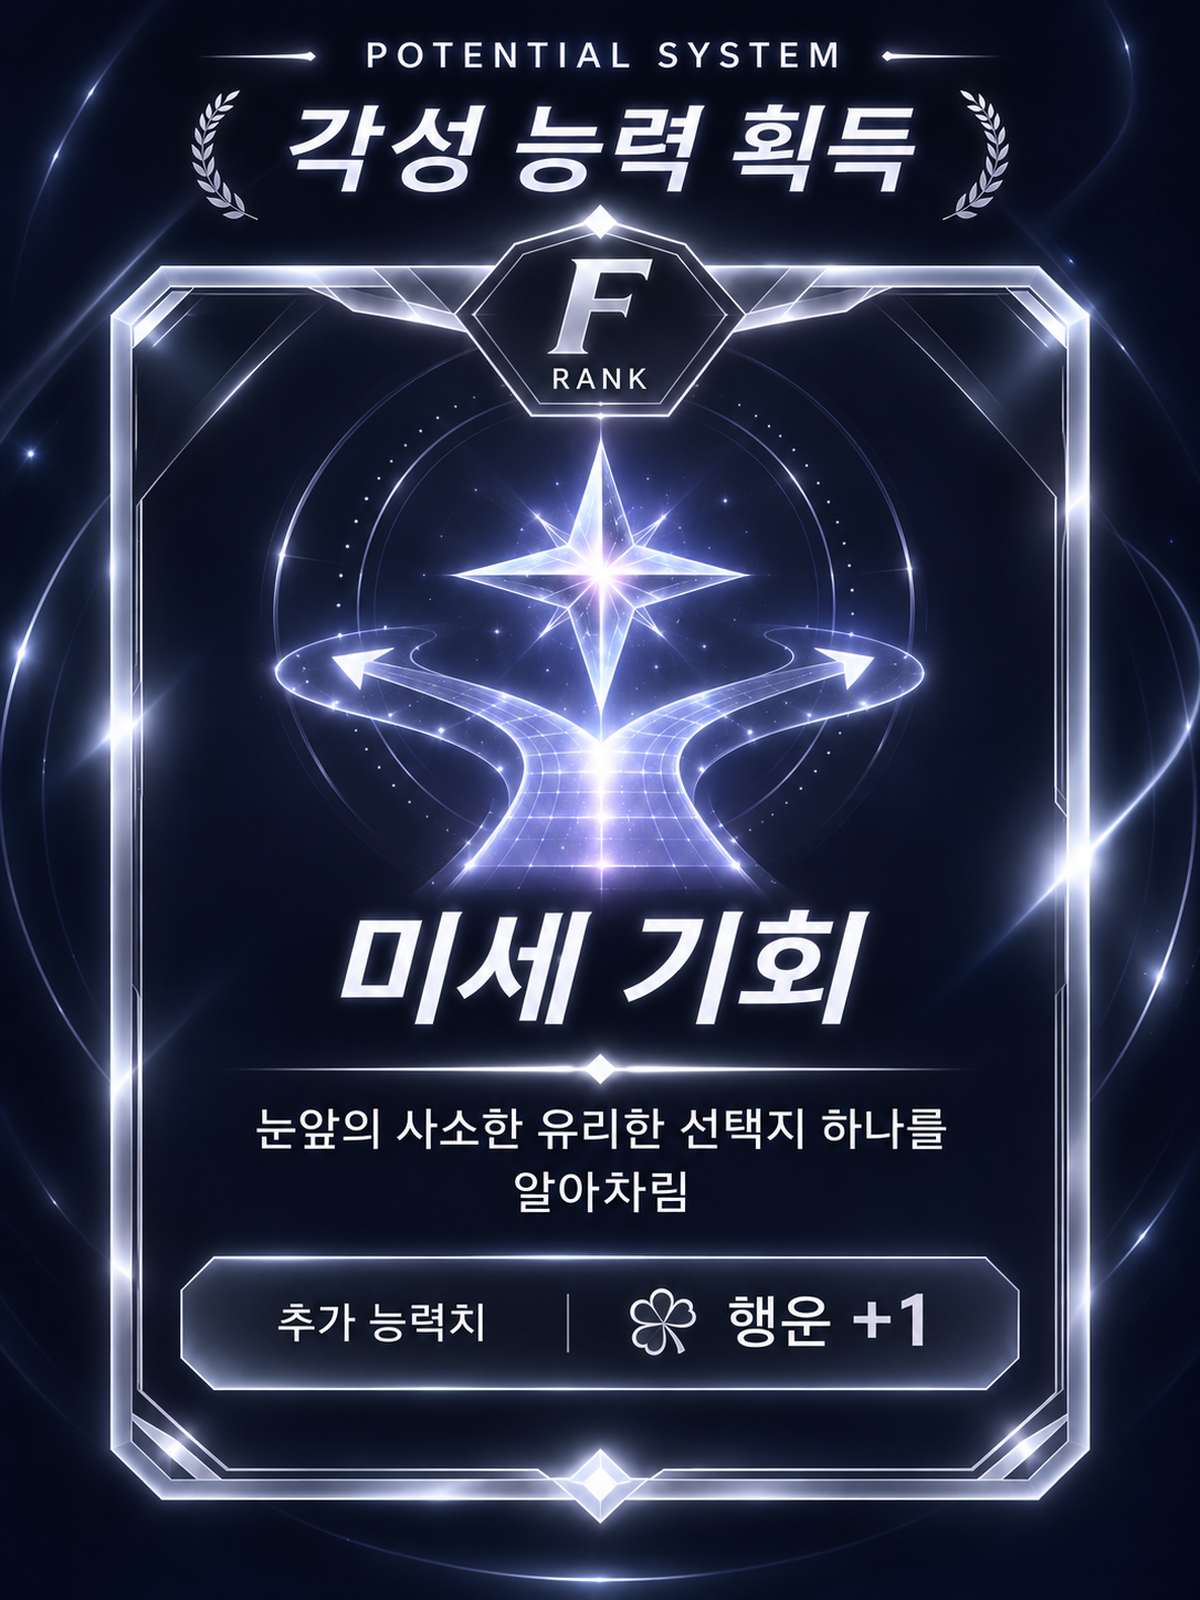 POTENTIAL SYSTEM
각성 능력 획득
F
RANK
미세 기회
눈앞의 사소한 유리한 선택지 하나를
알아차림
추가 능력치 행운 +1